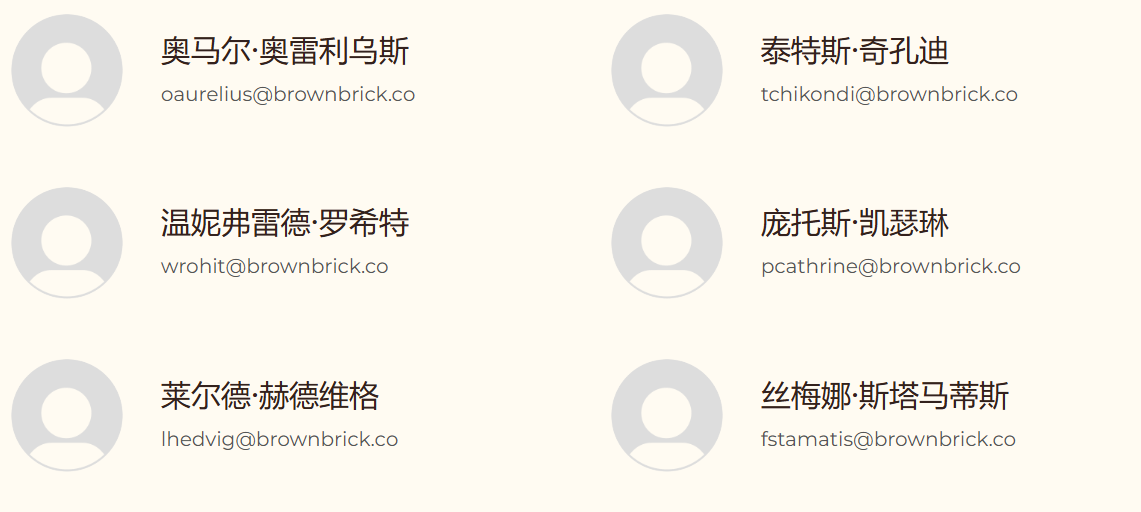 奥马尔·奥雷利乌斯
oaurelius@brownbrick.co
泰特斯·奇孔迪
tchikondi@brownbrick.co
温妮弗雷德·罗希特
wrohit@brownbrick.co
庞托斯·凯瑟琳
pcathrine@brownbrick.co
莱尔德·赫德维格
lhedvig@brownbrick.co
丝梅娜·斯塔马蒂斯
fstamatis@brownbrick.co